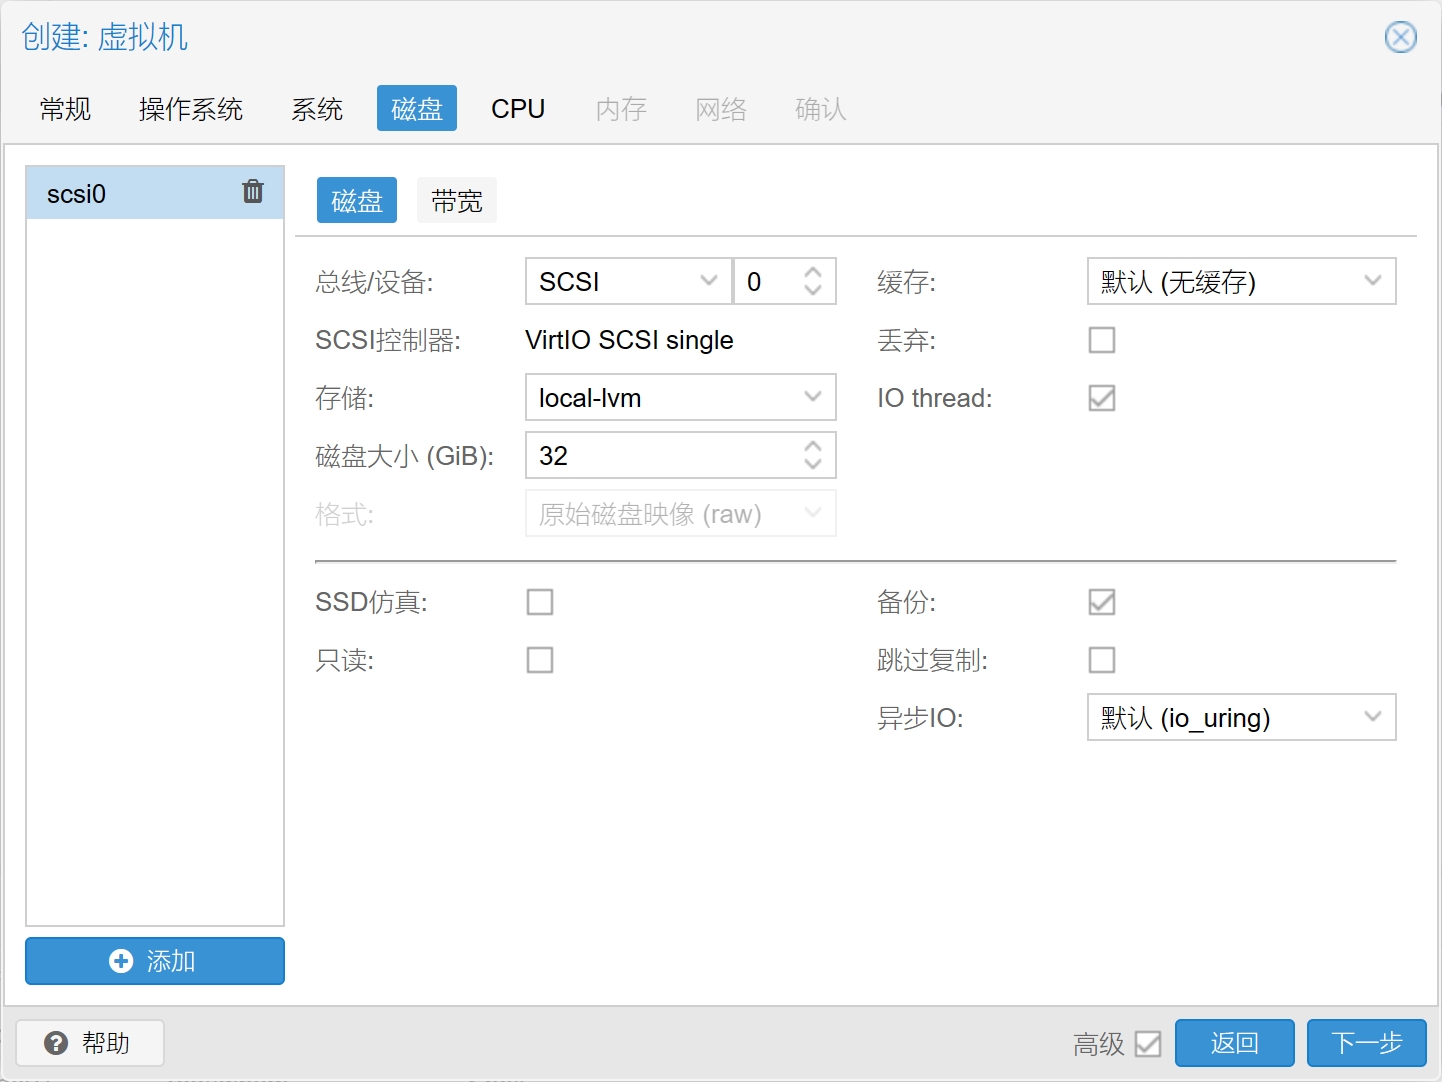 创建: 虚拟机
常规 操作系统 系统 磁盘 CPU 内存 网络 确认
scsi0
磁盘 带宽
总线/设备: SCSI 0 缓存: 默认 (无缓存)
SCSI控制器: VirtIO SCSI single 丢弃:
存储: local-lvm IO thread:
磁盘大小 (GiB): 32
格式: 原始磁盘映像 (raw)
SSD仿真: 备份:
只读: 跳过复制:
异步IO: 默认 (io_uring)
添加
帮助 高级 返回 下一步